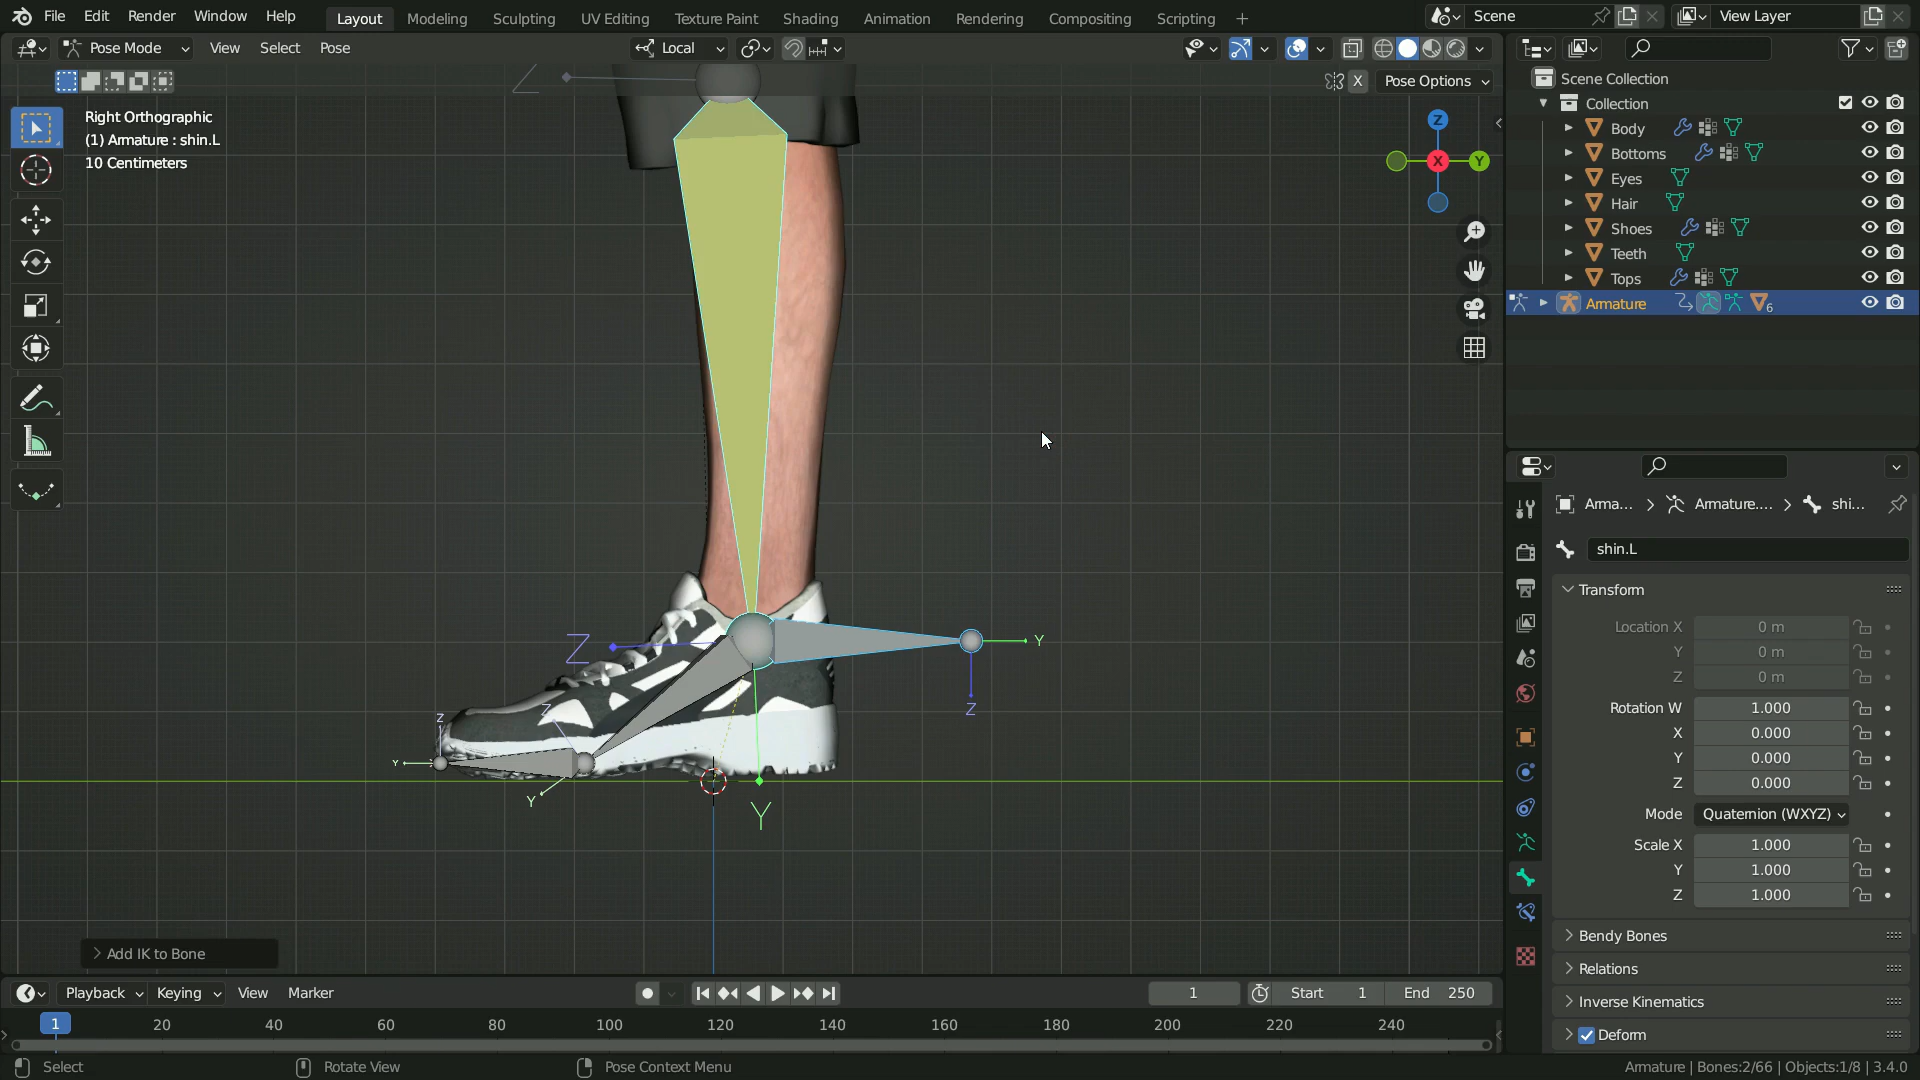 File Edit Render Window Help Layout Modeling Sculpting UV Editing Texture Paint Shading Animation Rendering Compositing Scripting + Scene View Layer
Pose Mode View Select Pose Local
X Pose Options
Right Orthographic
(1) Armature : shin.L
10 Centimeters
Z
X
Y
Z
Y
Z
Z
Z
Y
Y
Y
Z
Add IK to Bone
Scene Collection
Collection
Body
Bottoms
Eyes
Hair
Shoes
Teeth
Tops
Armature 6
Arma... Armature.... shi...
shin.L
Transform
Location X 0 m
Y 0 m
Z 0 m
Rotation W 1.000
X 0.000
Y 0.000
Z 0.000
Mode Quaternion (WXYZ)
Scale X 1.000
Y 1.000
Z 1.000
Bendy Bones
Relations
Inverse Kinematics
Deform
Playback Keying View Marker 1 Start 1 End 250
1 20 40 60 80 100 120 140 160 180 200 220 240
Select Rotate View Pose Context Menu Armature | Bones:2/66 | Objects:1/8 | 3.4.0